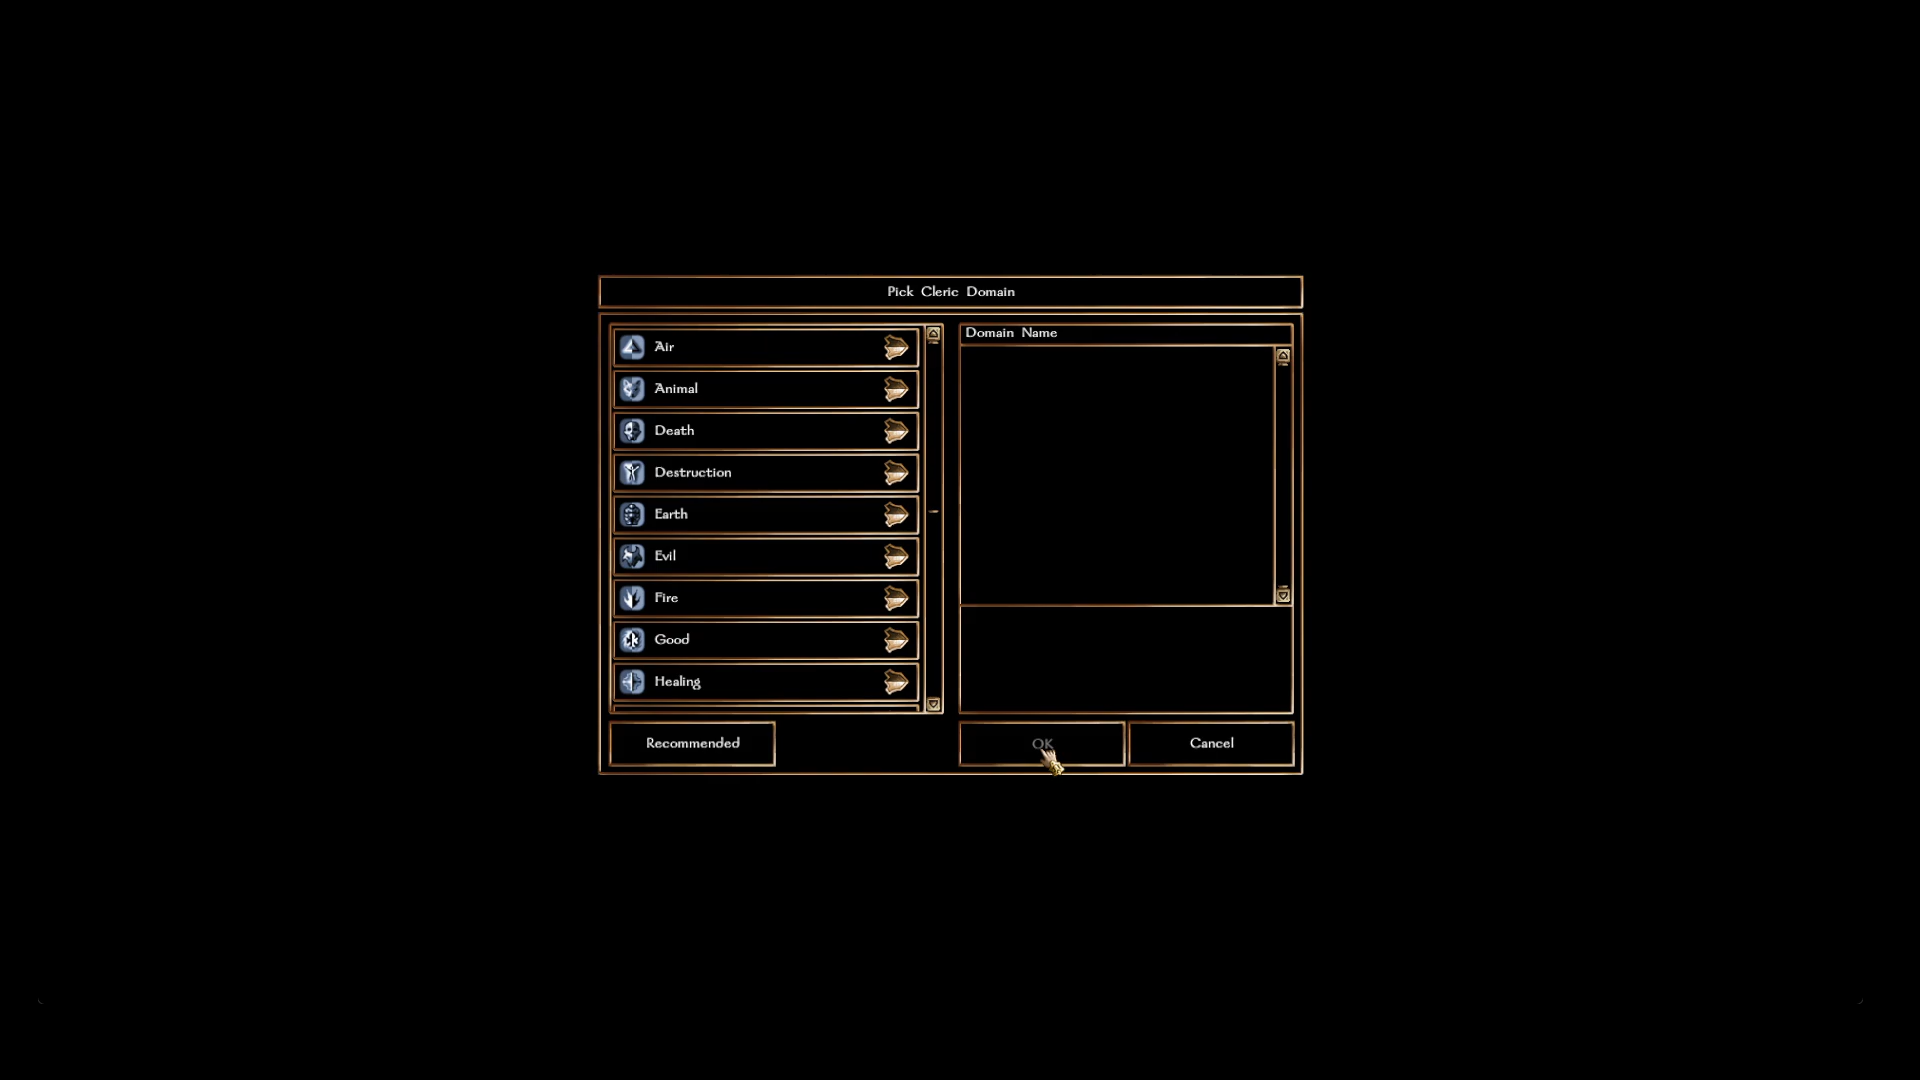 Pick Cleric Domain
Air
Animal
Death
Destruction
Earth
Evil
Fire
Good
Healing
Domain Name
Recommended
OK
Cancel